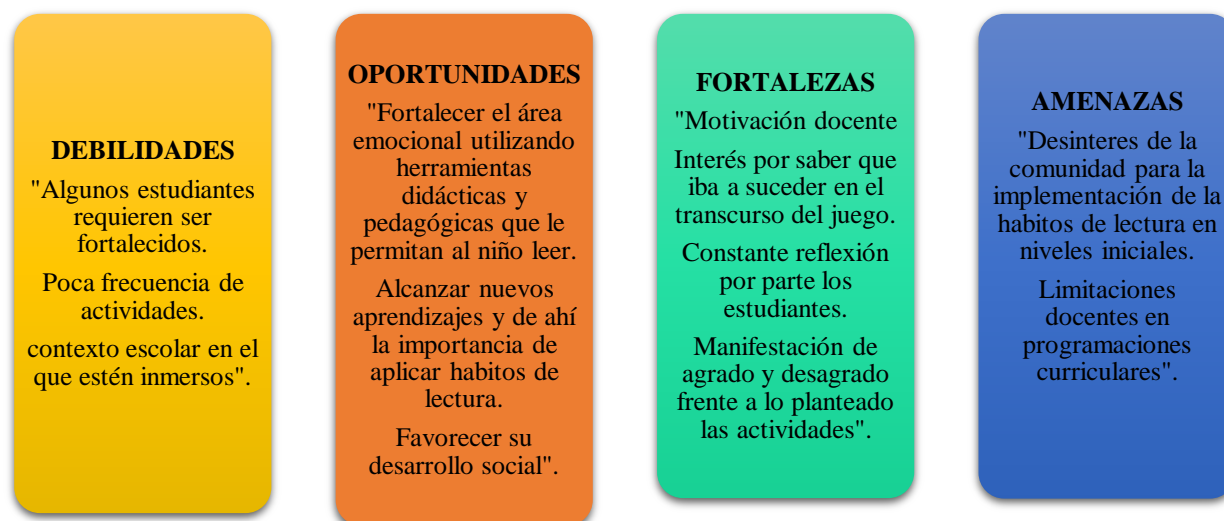 DEBILIDADES
"Algunos estudiantes
requieren ser
fortalecidos.
Poca frecuencia de
actividades.
contexto escolar en el
que estén inmersos".
OPORTUNIDADES
"Fortalecer el área
emocional utilizando
herramientas
didácticas y
pedagógicas que le
permitan al niño leer.
Alcanzar nuevos
aprendizajes y de ahí
la importancia de
aplicar habitos de
lectura.
Favorecer su
desarrollo social".
FORTALEZAS
"Motivación docente
Interés por saber que
iba a suceder en el
transcurso del juego.
Constante reflexión
por parte los
estudiantes.
Manifestación de
agrado y desagrado
frente a lo planteado
las actividades".
AMENAZAS
"Desinteres de la
comunidad para la
implementación de la
habitos de lectura en
niveles iniciales.
Limitaciones
docentes en
programaciones
curriculares".